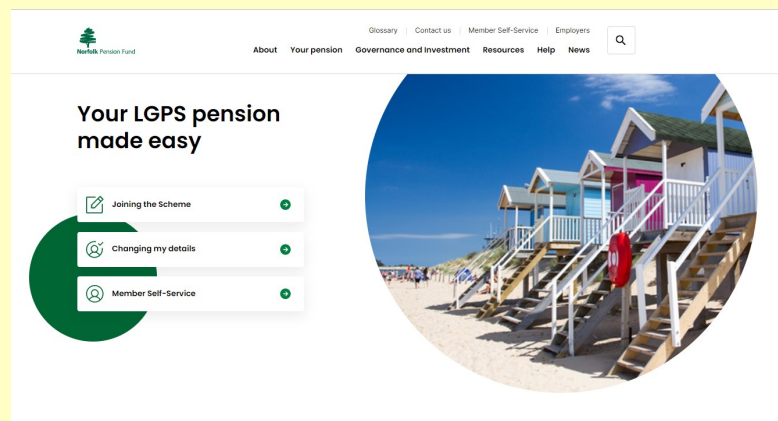 Glossary
Contact us
Member Self-Service
Employers
Norfolk Pension Fund
About
Your pension
Governance and Investment
Resources
Help
News
Your LGPS pension
made easy
Joining the Scheme
Changing my details
Member Self-Service